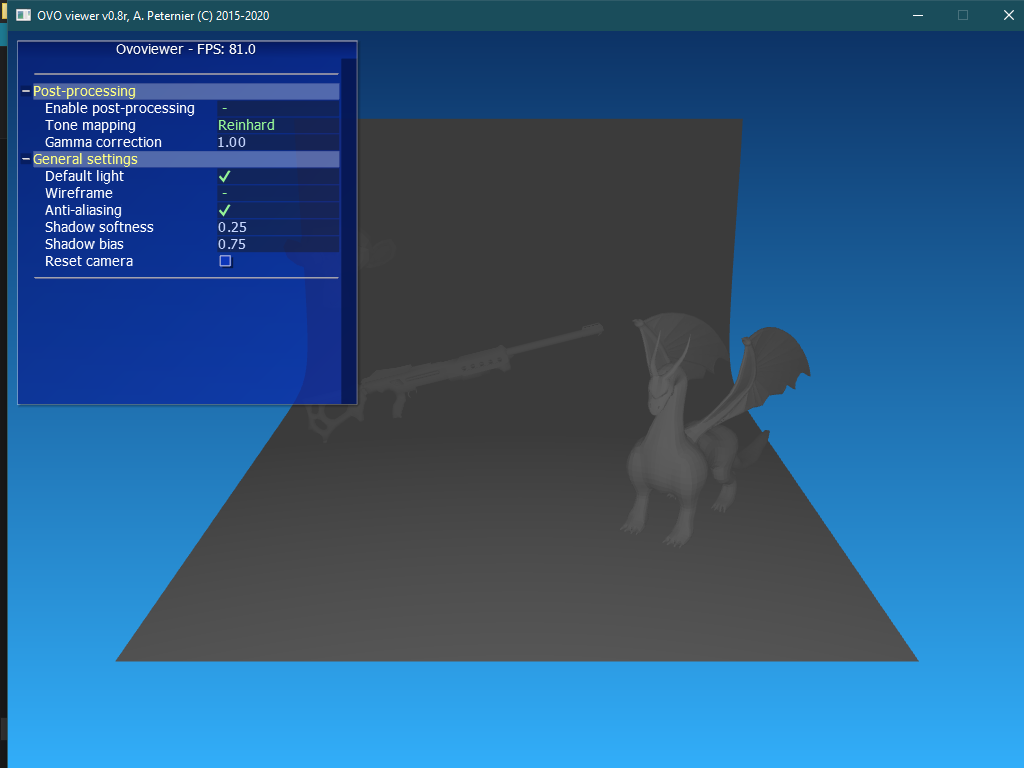 OVO viewer v0.8r, A. Peternier (C) 2015-2020
Ovoviewer - FPS: 81.0
Post-processing
Enable post-processing -
Tone mapping Reinhard
Gamma correction 1.00
General settings
Default light ✓
Wireframe -
Anti-aliasing ✓
Shadow softness 0.25
Shadow bias 0.75
Reset camera